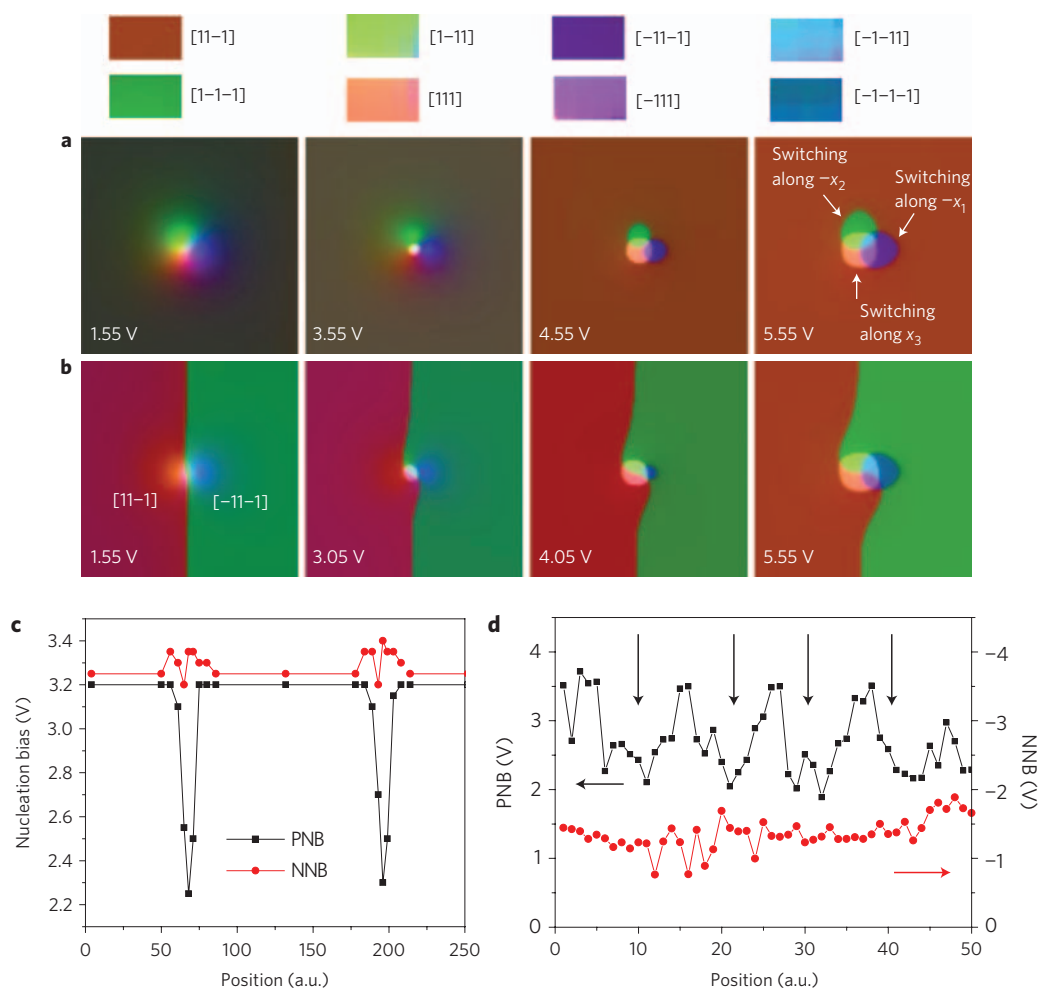 [11–1]
[1–11]
[–11–1]
[–1–11]
[1–1–1]
[111]
[–111]
[–1–1–1]
a
1.55 V
3.55 V
4.55 V
5.55 V
Switching
along –x2
Switching
along –x1
Switching
along x3
b
[11–1]
[–11–1]
1.55 V
3.05 V
4.05 V
5.55 V
c
Nucleation bias (V)
3.4
3.2
3.0
2.8
2.6
2.4
2.2
PNB
NNB
0
50
100
150
200
250
Position (a.u.)
d
PNB (V)
4
3
2
1
0
0
10
20
30
40
50
Position (a.u.)
–4
–3
–2
–1
0
NNB (V)